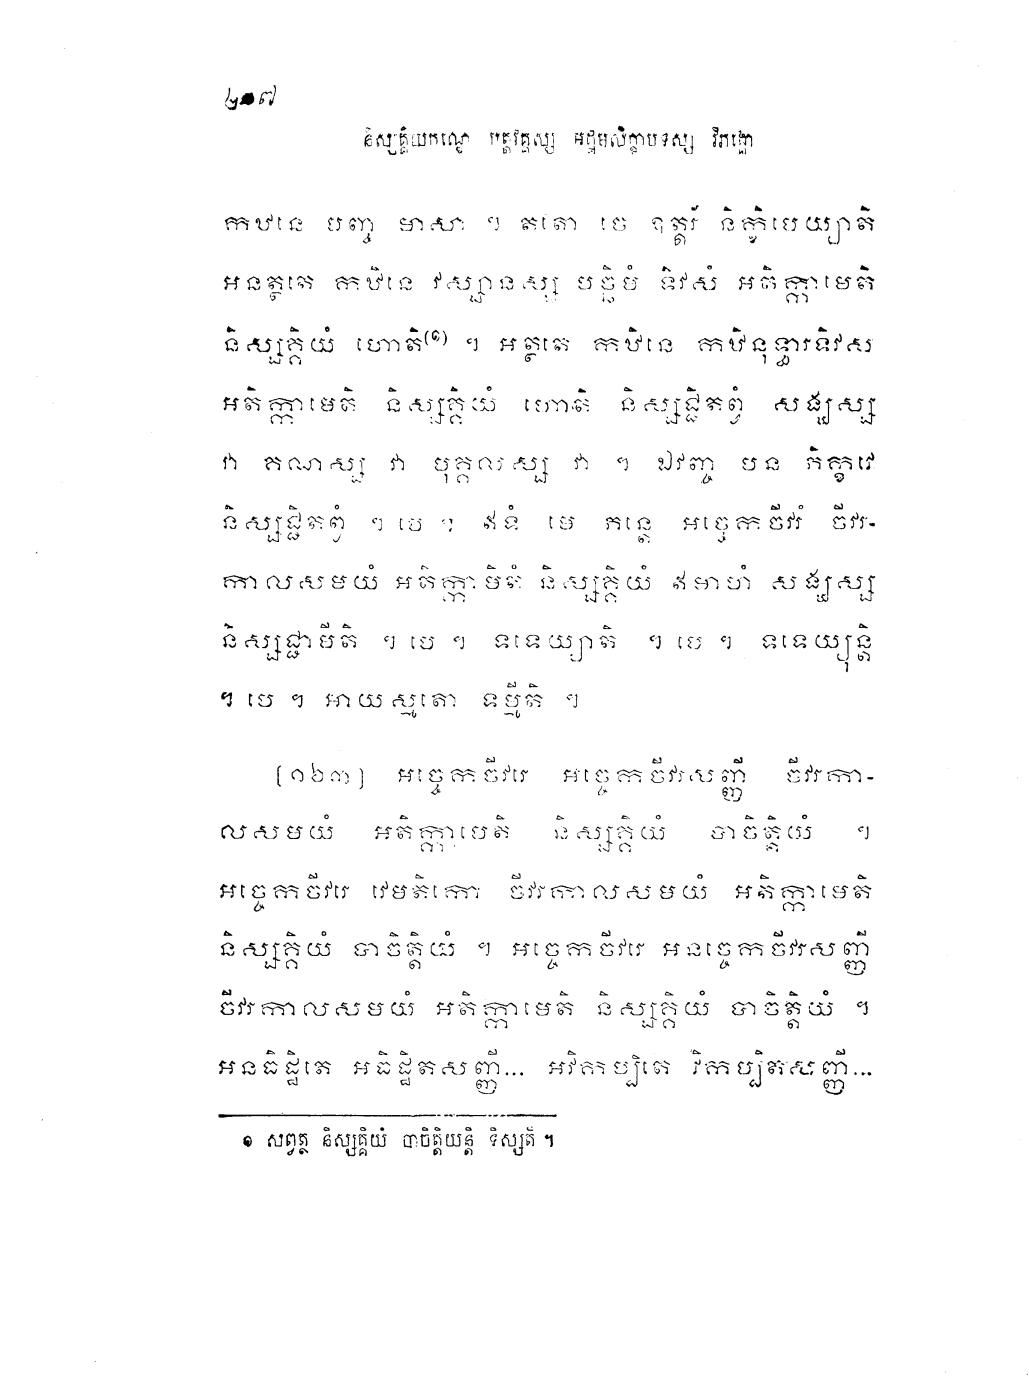 ២១៧
និស្សគ្គិយកណ្ឌេ បត្តវគ្គស្ស អដ្ឋមសិក្ខាបទស្ស វិភង្គោ
កឋិនេ បញ្ច មាសា ។ តតោ ចេ ឧត្តរឹ និក្ខិបេយ្យាតិ
អនត្ថតេ កឋិនេ វស្សានស្ស បច្ឆិមំ ទិវសំ អតិក្កាមេតិ
និស្សគ្គិយំ ហោតិ(១) ។ អត្ថតេ កឋិនេ កឋិនុទ្ធារទិវសំ
អតិក្កាមេតិ និស្សគ្គិយំ ហោតិ និស្សជ្ជិតព្វំ សង្ឃស្ស
វា គណស្ស វា បុគ្គលស្ស វា ។ ឯវញ្ច បន ភិក្ខវេ
និស្សជ្ជិតព្វំ ។ បេ ។ ឥទំ មេ ភន្តេ អច្ចេកចីវរំ ចីវរ-
កាលសមយំ អតិក្កាមិតំ និស្សគ្គិយំ ឥមាហំ សង្ឃស្ស
និស្សជ្ជាមីតិ ។ បេ ។ ទទេយ្យាតិ ។ បេ ។ ទទេយ្យុន្តិ
។ បេ ។ អាយស្មតោ ទម្មីតិ ។
[១៦៣] អច្ចេកចីវរេ អច្ចេកចីវរសញ្ញី ចីវរកា-
លសមយំ អតិក្កាមេតិ និស្សគ្គិយំ បាចិត្តិយំ ។
អច្ចេកចីវរេ វេមតិកោ ចីវរកាលសមយំ អតិក្កាមេតិ
និស្សគ្គិយំ បាចិត្តិយំ ។ អច្ចេកចីវរេ អនច្ចេកចីវរសញ្ញី
ចីវរកាលសមយំ អតិក្កាមេតិ និស្សគ្គិយំ បាចិត្តិយំ ។
អនធិដ្ឋិតេ អធិដ្ឋិតសញ្ញី... អវិកប្បិតេ វិកប្បិតសញ្ញី...
១ សព្វត្ថ និស្សគ្គិយំ បាចិត្តិយន្តិ ទិស្សតិ ។